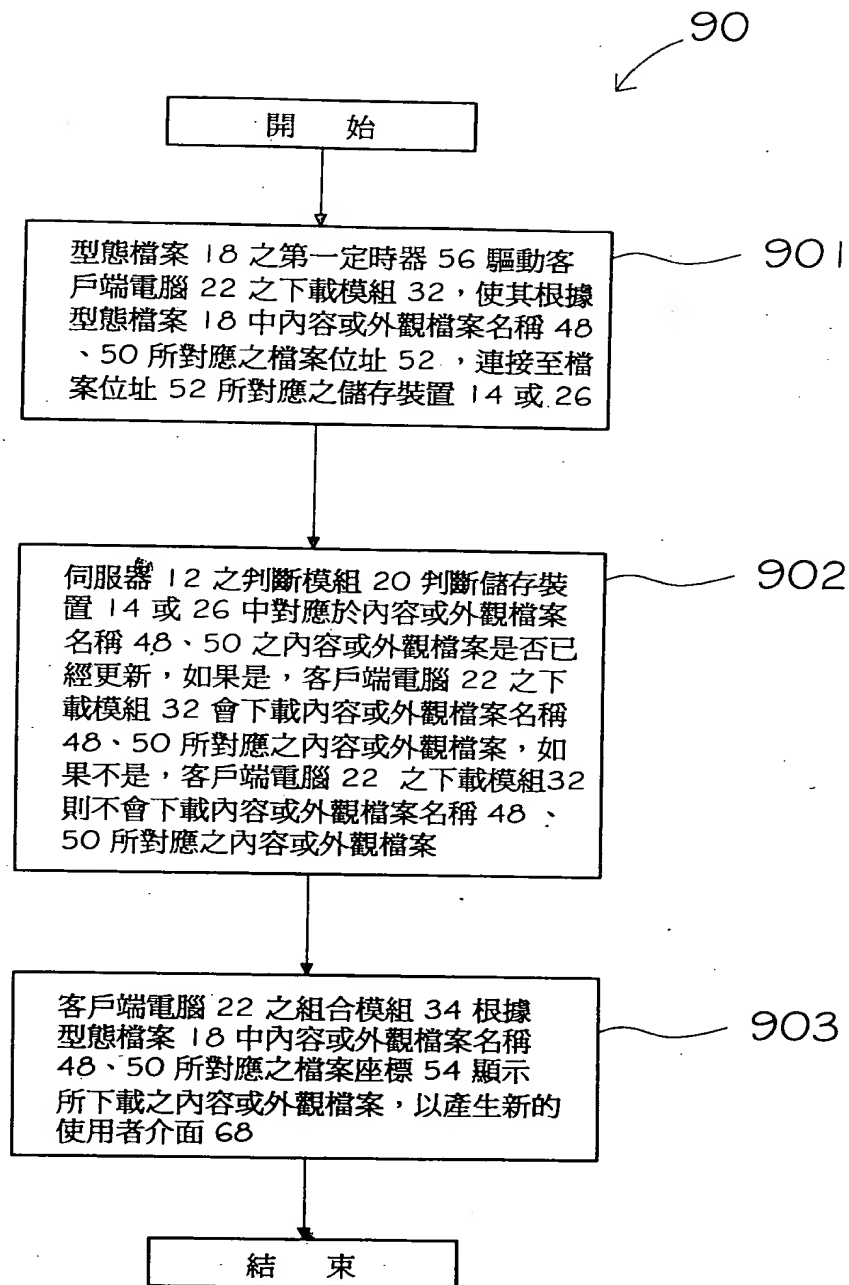 90
開 始
型態檔案 18 之第一定時器 56 驅動客
戶端電腦 22 之下載模組 32，使其根據
型態檔案 18 中內容或外觀檔案名稱 48
、50 所對應之檔案位址 52 ，連接至檔
案位址 52 所對應之儲存裝置 14 或 26
901
伺服器 12 之判斷模組 20 判斷儲存裝
置 14 或 26 中對應於內容或外觀檔案
名稱 48、50 之內容或外觀檔案是否已
經更新，如果是，客戶端電腦 22 之下
載模組 32 會下載內容或外觀檔案名稱
48、50 所對應之內容或外觀檔案，如
果不是，客戶端電腦 22 之下載模組32
則不會下載內容或外觀檔案名稱 48 、
50 所對應之內容或外觀檔案
902
客戶端電腦 22 之組合模組 34 根據
型態檔案 18 中內容或外觀檔案名稱
48、50 所對應之檔案座標 54 顯示
所下載之內容或外觀檔案，以產生新的
使用者介面 68
903
結 束